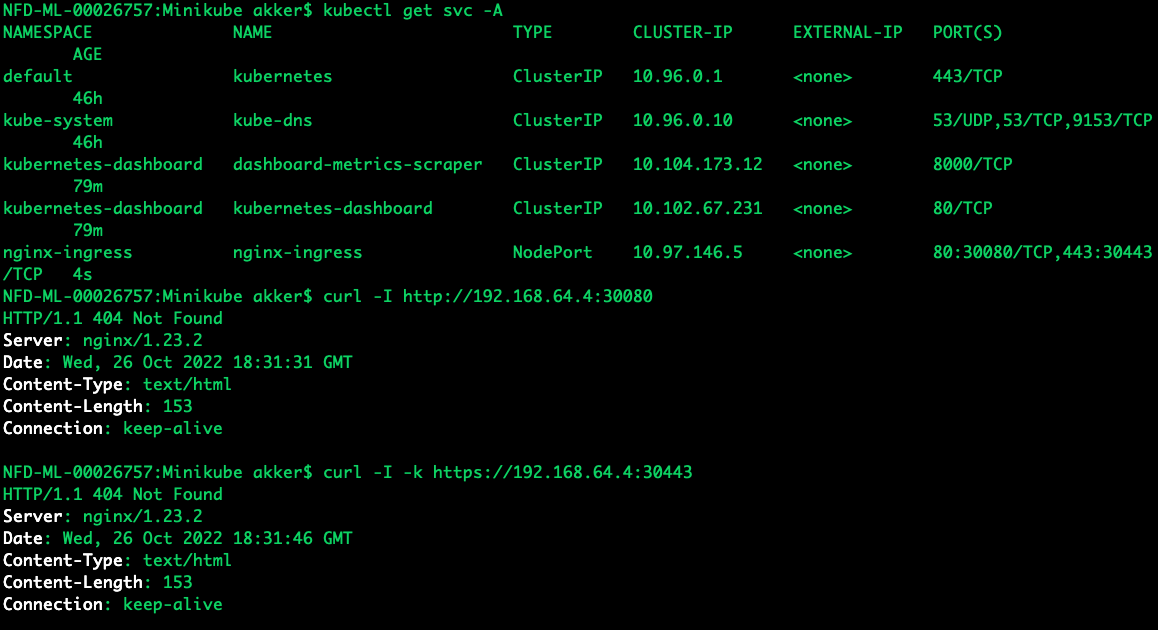 NFD-ML-00026757:Minikube akker$ kubectl get svc -A
NAMESPACE NAME TYPE CLUSTER-IP EXTERNAL-IP PORT(S)
AGE
default kubernetes ClusterIP 10.96.0.1 <none> 443/TCP
46h
kube-system kube-dns ClusterIP 10.96.0.10 <none> 53/UDP,53/TCP,9153/TCP
46h
kubernetes-dashboard dashboard-metrics-scraper ClusterIP 10.104.173.12 <none> 8000/TCP
79m
kubernetes-dashboard kubernetes-dashboard ClusterIP 10.102.67.231 <none> 80/TCP
79m
nginx-ingress nginx-ingress NodePort 10.97.146.5 <none> 80:30080/TCP,443:30443
/TCP 4s
NFD-ML-00026757:Minikube akker$ curl -I http://192.168.64.4:30080
HTTP/1.1 404 Not Found
Server: nginx/1.23.2
Date: Wed, 26 Oct 2022 18:31:31 GMT
Content-Type: text/html
Content-Length: 153
Connection: keep-alive
NFD-ML-00026757:Minikube akker$ curl -I -k https://192.168.64.4:30443
HTTP/1.1 404 Not Found
Server: nginx/1.23.2
Date: Wed, 26 Oct 2022 18:31:46 GMT
Content-Type: text/html
Content-Length: 153
Connection: keep-alive